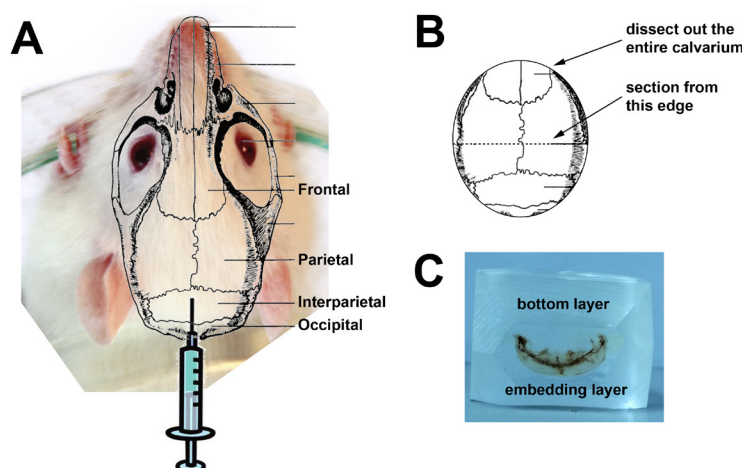 A
Frontal
Parietal
Interparietal
Occipital
B
dissect out the
entire calvarium
section from
this edge
C
bottom layer
embedding layer